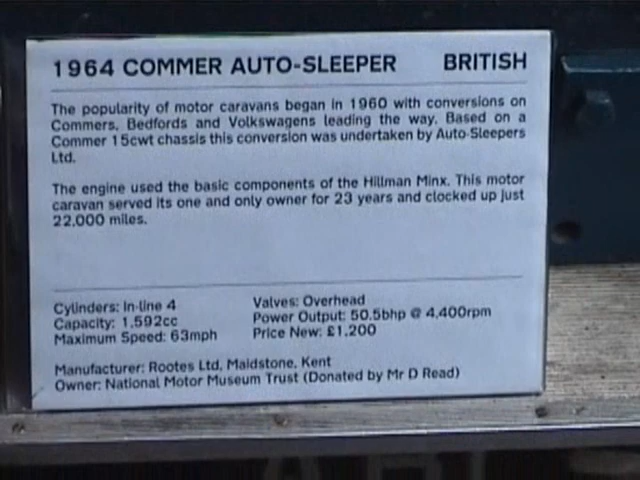 1964 COMMER AUTO-SLEEPER BRITISH
The popularity of motor caravans began in 1960 with conversions on
Commers, Bedfords and Volkswagens leading the way. Based on a
Commer 15cwt chassis this conversion was undertaken by Auto-Sleepers
Ltd.
The engine used the basic components of the Hillman Minx. This motor
caravan served its one and only owner for 23 years and clocked up just
22,000 miles.
Cylinders: In-line 4 Valves: Overhead
Capacity: 1,592cc Power Output: 50.5bhp @ 4,400rpm
Maximum Speed: 63mph Price New: £1,200
Manufacturer: Rootes Ltd, Maidstone, Kent
Owner: National Motor Museum Trust (Donated by Mr D Read)